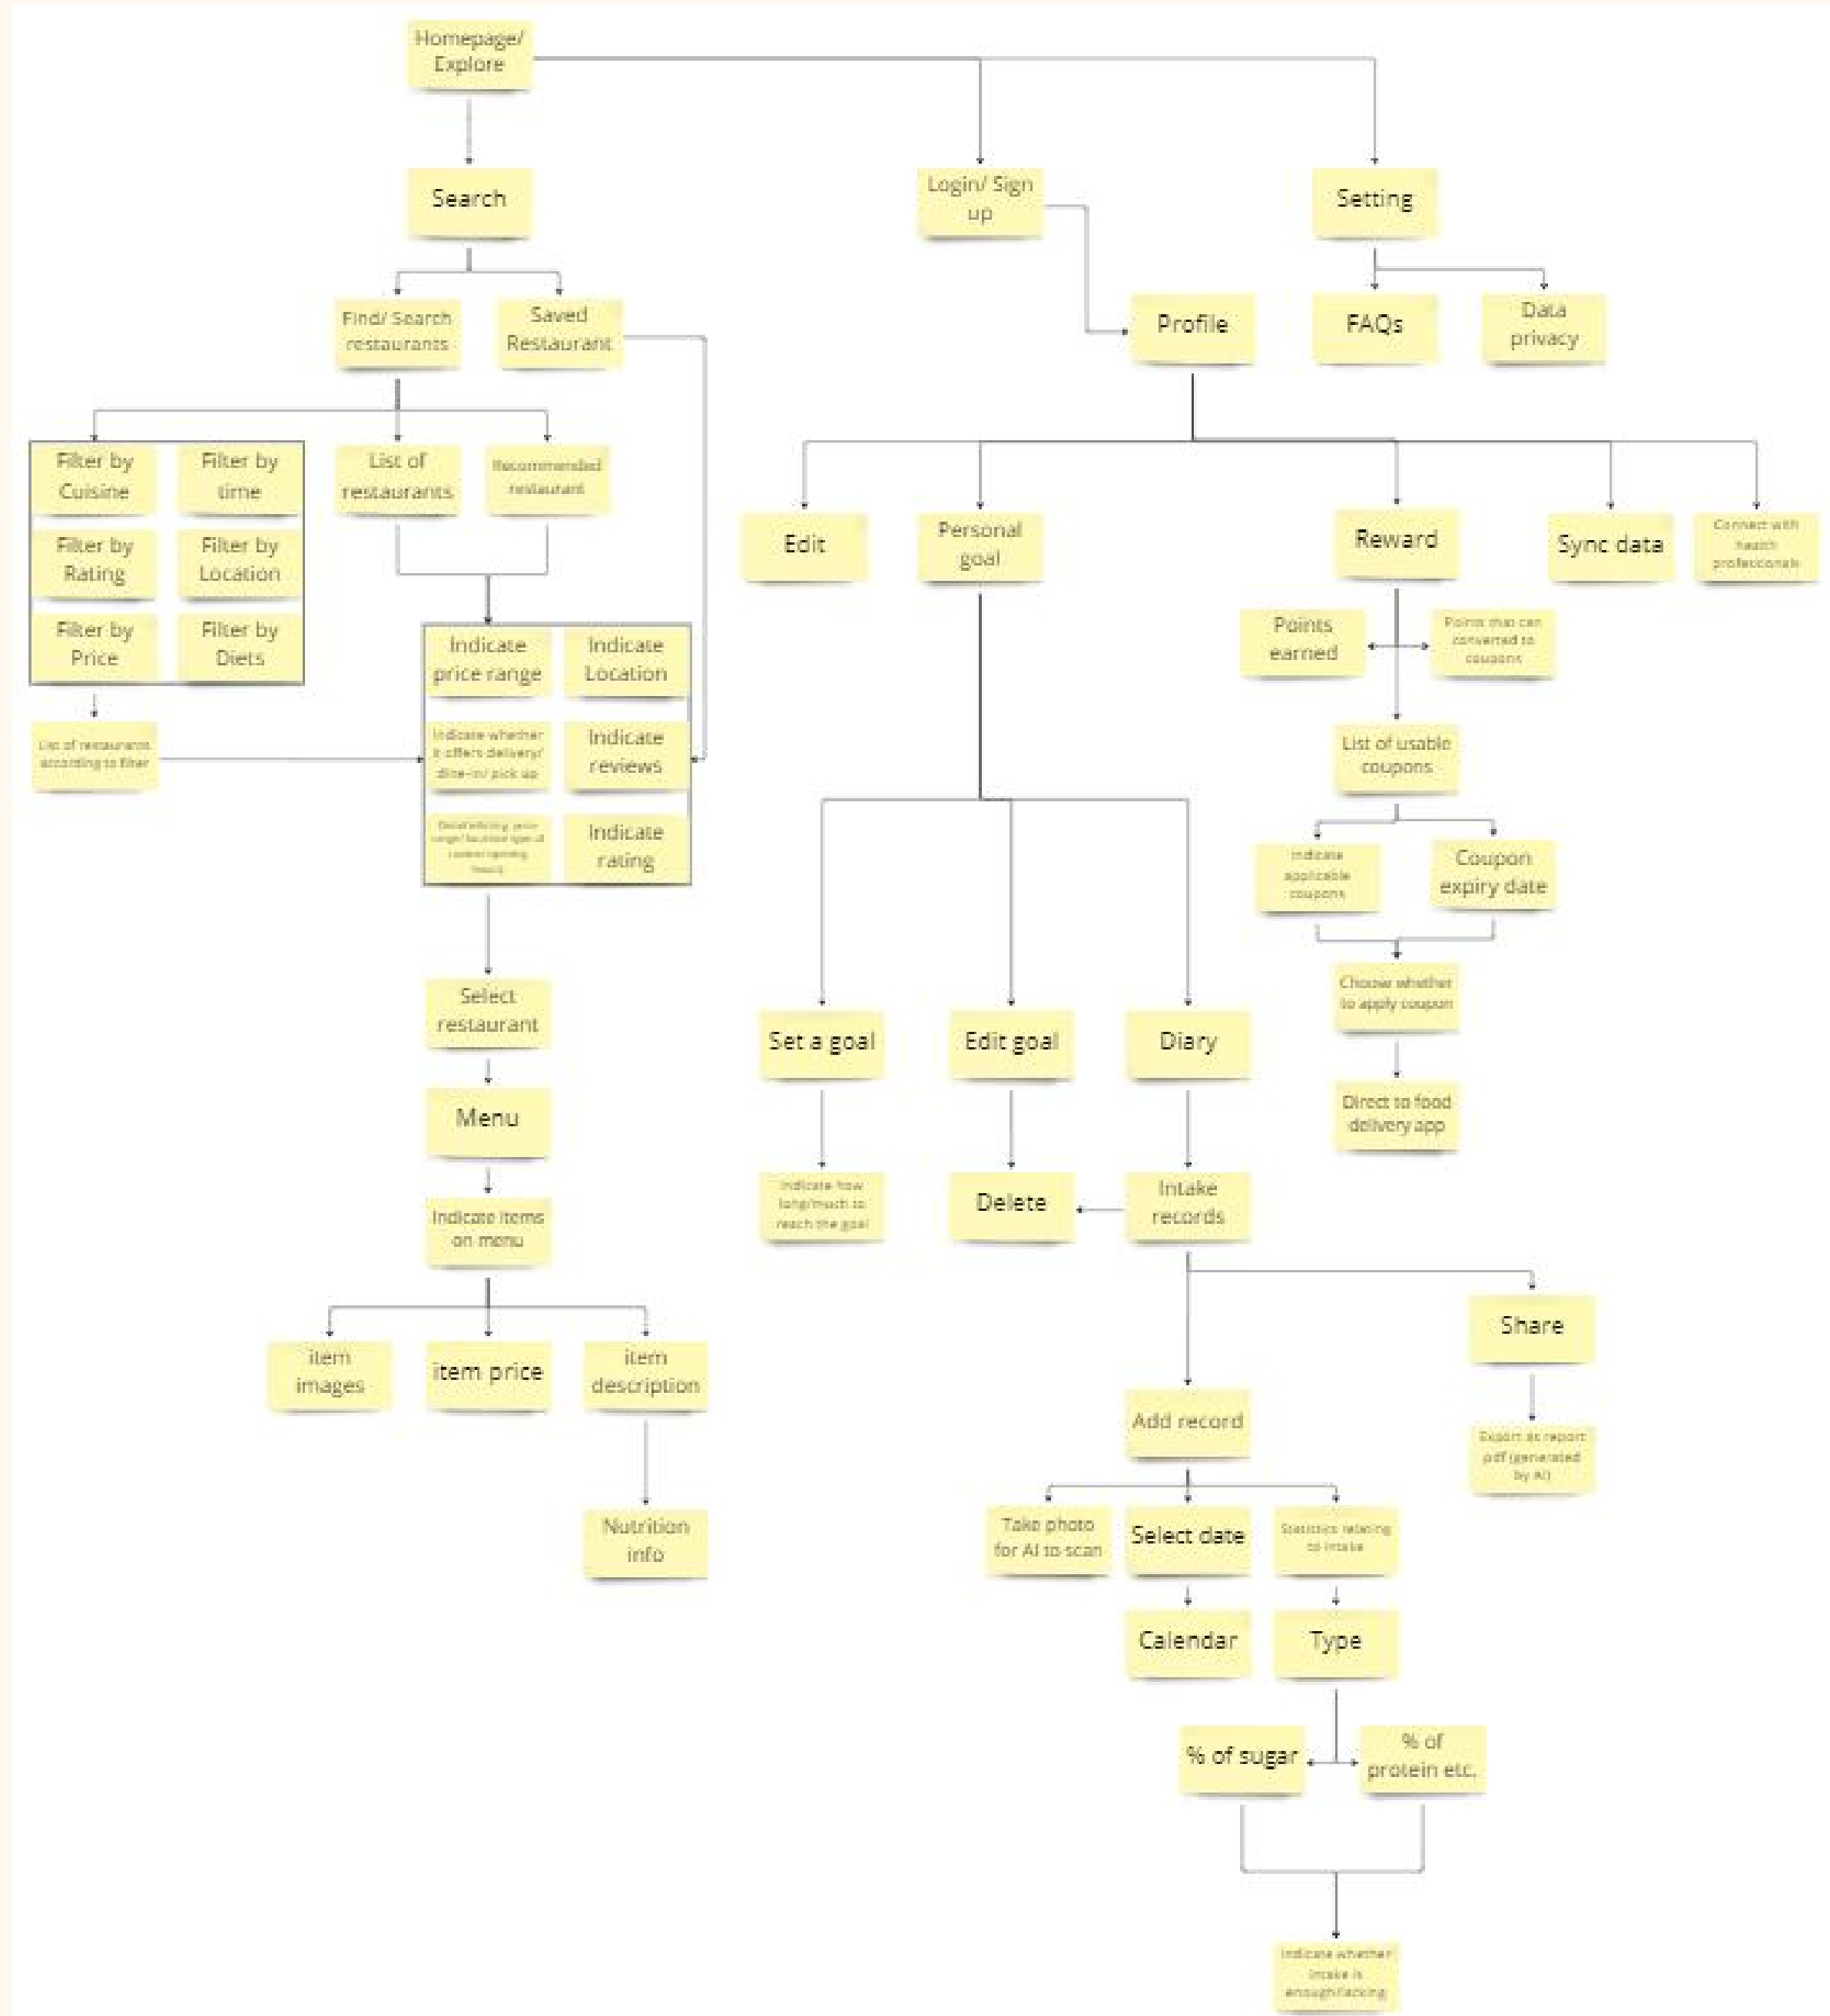 Homepage/
Explore
Search
Login/ Sign
up
Setting
Find/ Search
restaurants
Saved
Restaurant
Profile
FAQs
Data
privacy
Filter by
Cuisine
Filter by
time
Filter by
Rating
Filter by
Location
Filter by
Price
Filter by
Diets
List of
restaurants
Recommended
restaurant
Edit
Personal
goal
Reward
Sync data
Connect with
health
professionals
Points
earned
Points that can
converted to
coupons
Indicate
price range
Indicate
Location
Indicate whether
it offers delivery/
dine-in/ pick up
Indicate
reviews
Indicate
rating
List of restaurants
according to filter
List of usable
coupons
Indicate
applicable
coupons
Coupon
expiry date
Choose whether
to apply coupon
Direct to food
delivery app
Select
restaurant
Menu
Indicate items
on menu
item
images
item price
item
description
Nutrition
info
Set a goal
Edit goal
Diary
Indicate how
long/much to
reach the goal
Delete
Intake
records
Share
Export as report
pdf (generated
by AI)
Add record
Take photo
for AI to scan
Select date
Statistics relating
to intake
Calendar
Type
% of sugar
% of
protein etc.
Indicate whether
intake is
enough/lacking